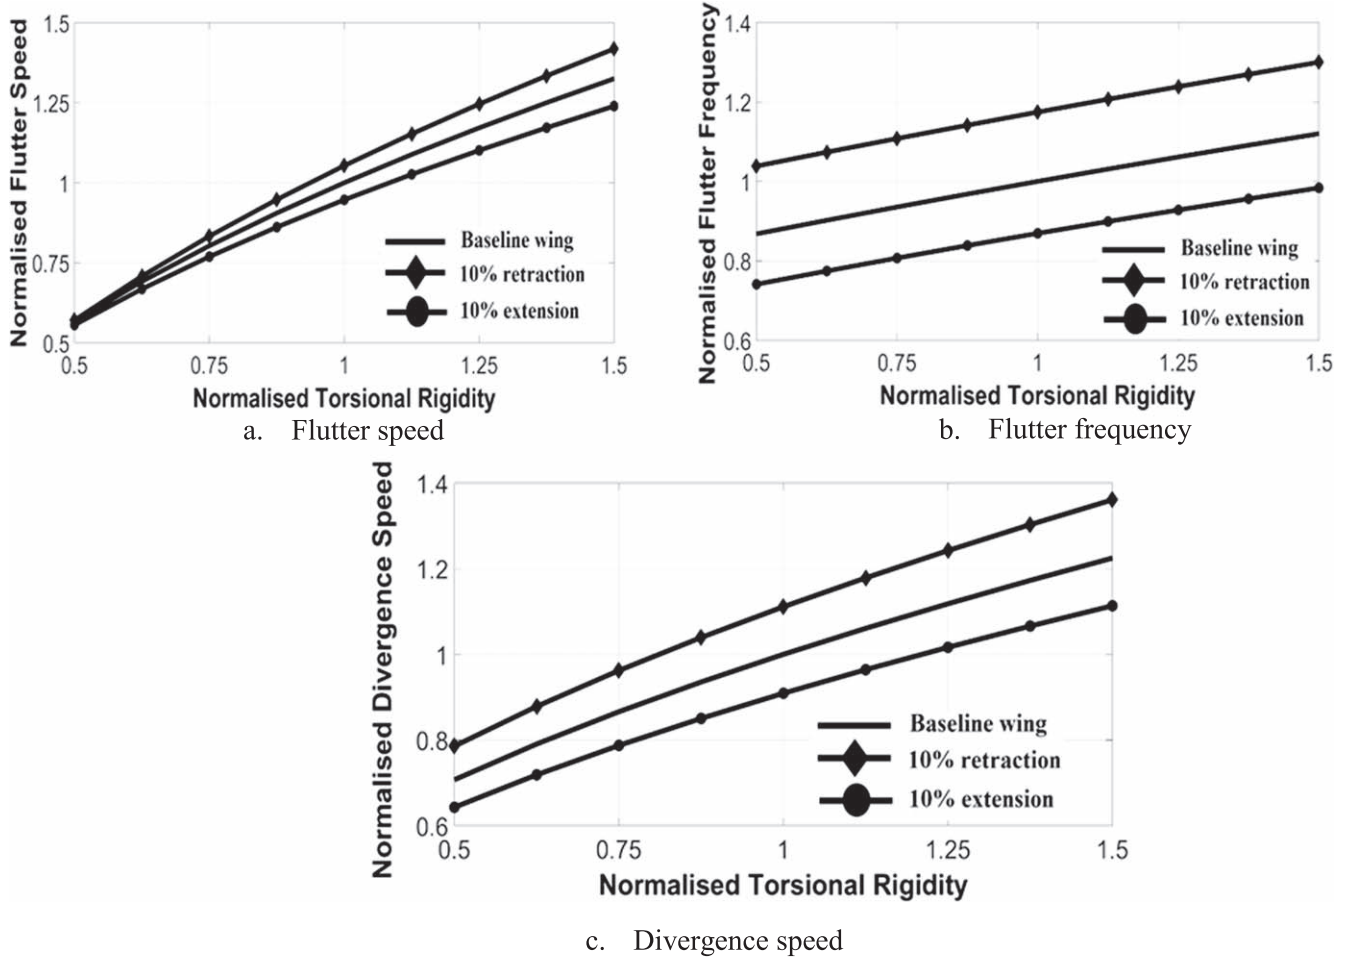 Normalised Flutter Speed
1.5
1.25
1
0.75
0.5
0.5
0.75
1
1.25
1.5
Baseline wing
10% retraction
10% extension
Normalised Torsional Rigidity
a. Flutter speed
Normalised Flutter Frequency
1.4
1.2
1
0.8
0.6
0.5
0.75
1
1.25
1.5
Baseline wing
10% retraction
10% extension
Normalised Torsional Rigidity
b. Flutter frequency
Normalised Divergence Speed
1.4
1.2
1
0.8
0.6
0.5
0.75
1
1.25
1.5
Baseline wing
10% retraction
10% extension
Normalised Torsional Rigidity
c. Divergence speed